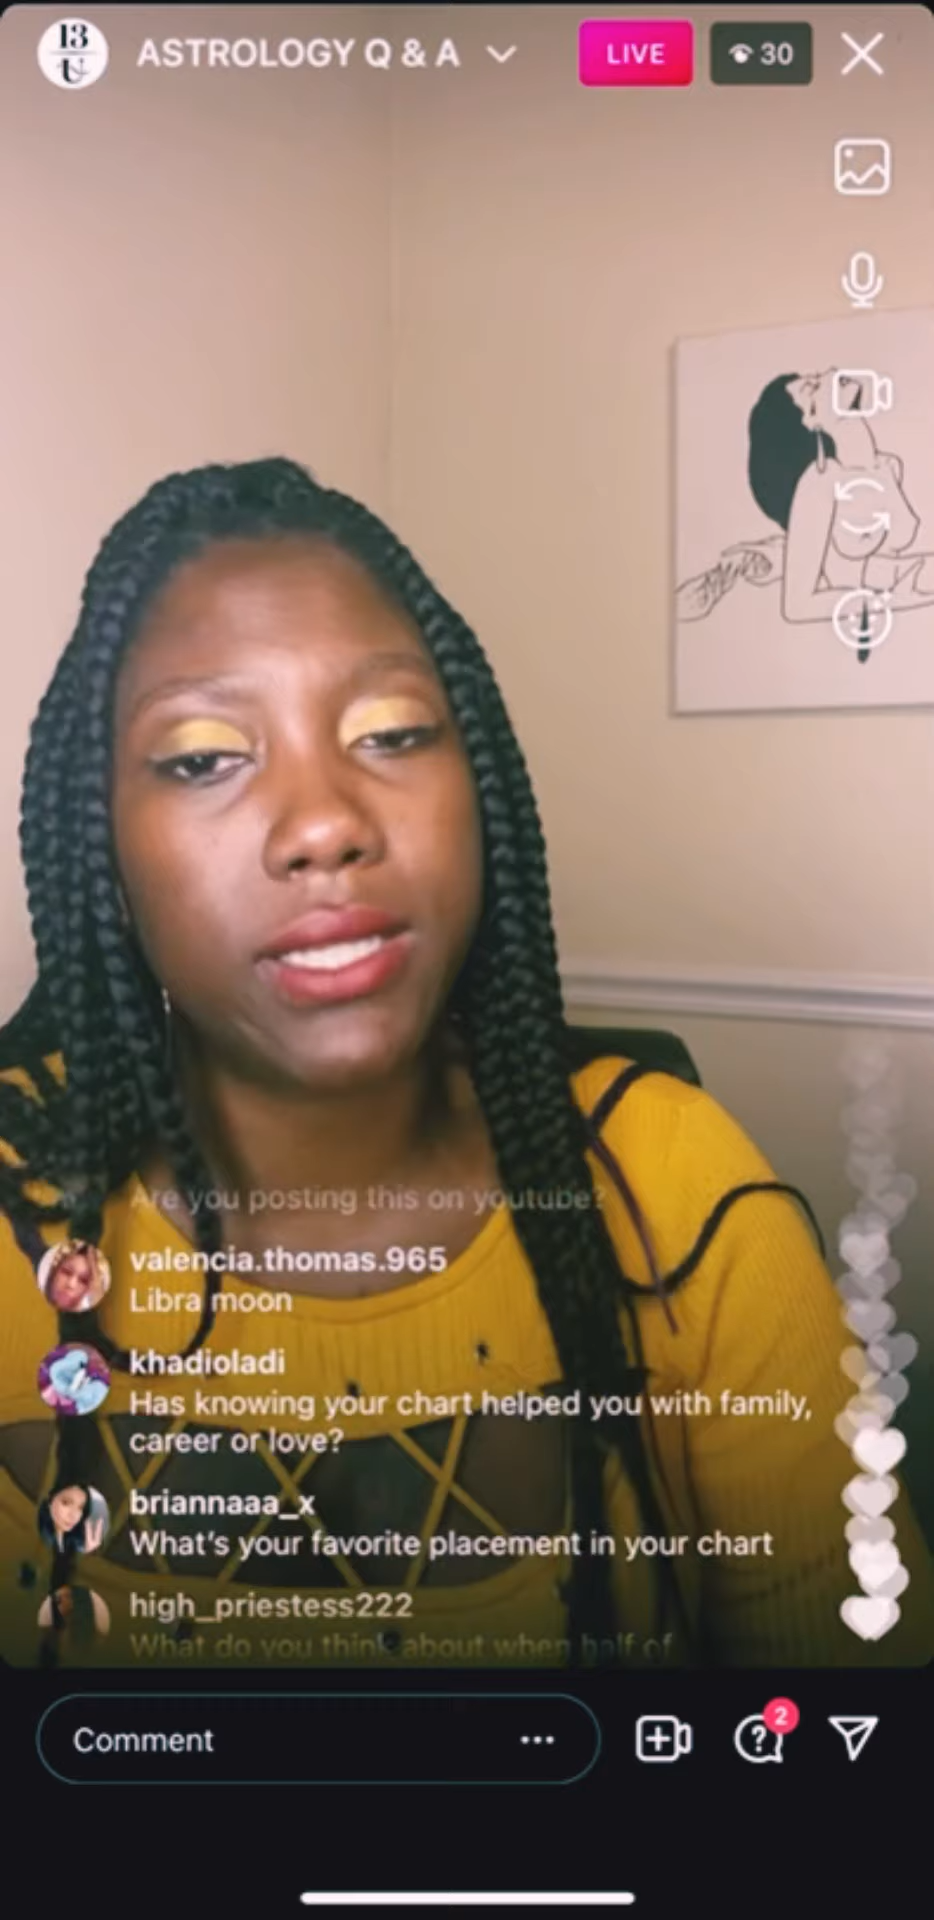 13
U
ASTROLOGY Q & A
LIVE
30
Are you posting this on youtube?
valencia.thomas.965
Libra moon
khadioladi
Has knowing your chart helped you with family,
career or love?
briannaaa_x
What's your favorite placement in your chart
high_priestess222
What do you think about when half of
Comment
2